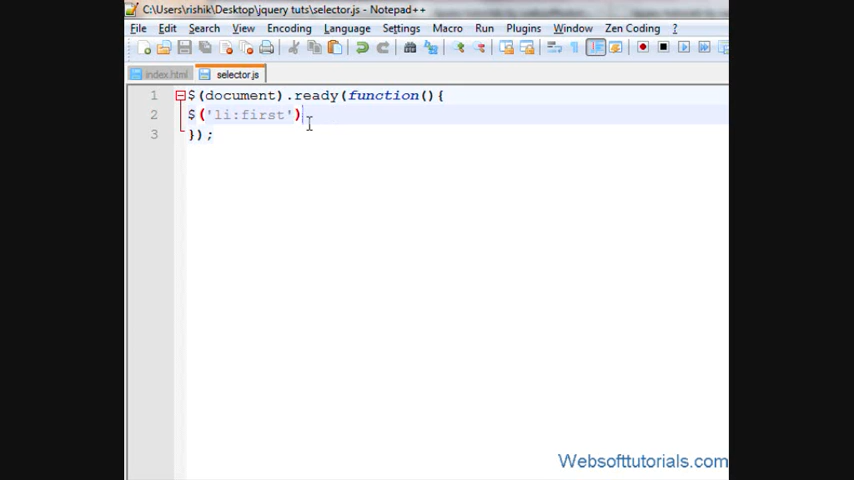 C:\Users\rishik\Desktop\jquery tuts\selector.js - Notepad++
File Edit Search View Encoding Language Settings Macro Run Plugins Window Zen Coding ?
index.html selector.js
1 $(document).ready(function(){
2 $('li:first')
3 });
Websofttutorials.com